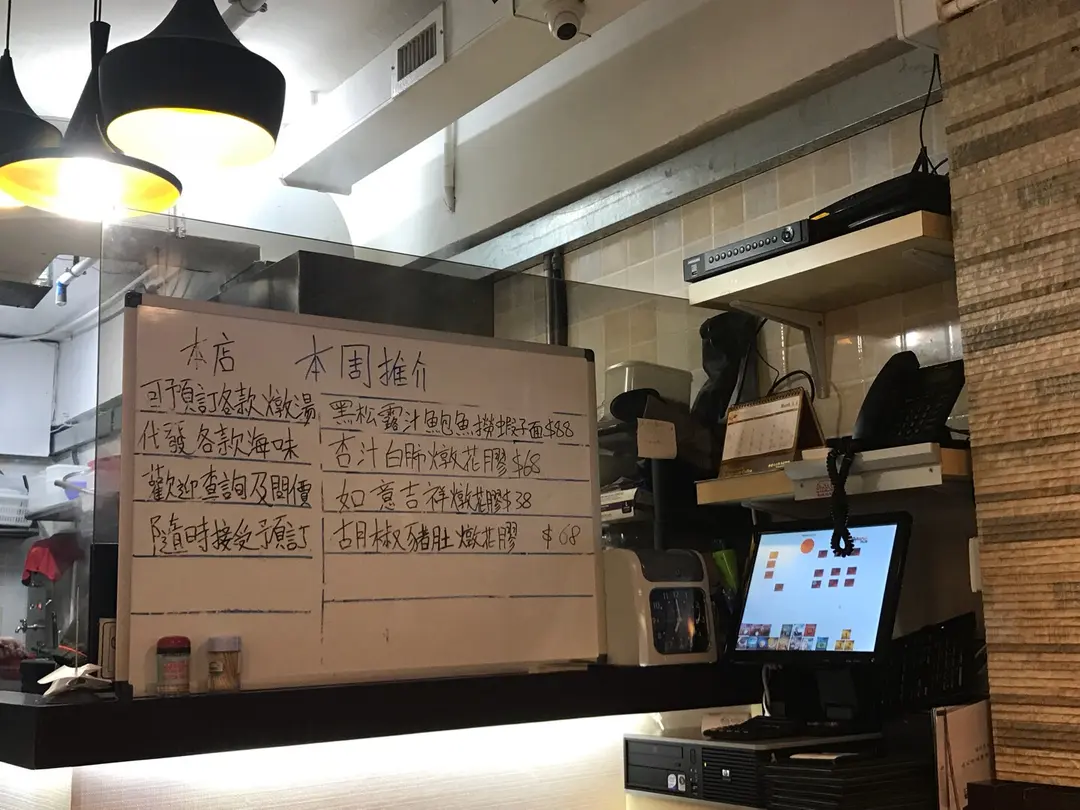 本店
可預訂各款燉湯
代發各款海味
歡迎查詢及問價
隨時接受預訂
本周推介
黑松露汁鮑魚撈蝦子面$88
杏汁白肺燉花膠$68
如意吉祥燉花膠$38
胡椒豬肚燉花膠 $68